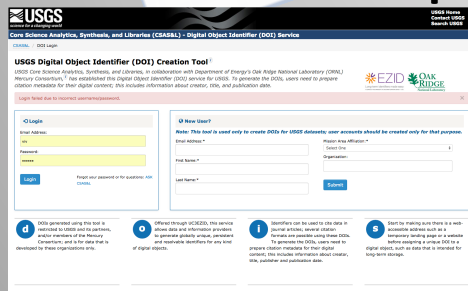 USGS
science for a changing world
USGS Home
Contact USGS
Search USGS
Core Science Analytics, Synthesis, and Libraries (CSAS&L) - Digital Object Identifier (DOI) Service
CSAS&L / DOI Login
USGS Digital Object Identifier (DOI) Creation Tool
USGS Core Science Analytics, Synthesis, and Libraries, in collaboration with Department of Energy's Oak Ridge National Laboratory (ORNL)
Mercury Consortium, has established this Digital Object Identifier (DOI) service for USGS. To generate the DOIs, users need to prepare
citation metadata for their digital content; this includes information about creator, title, and publication date.
EZID
OAK RIDGE
National Laboratory
Login failed due to incorrect username/password.
Login
Email Address:
Password:
Login
Forgot your password or for questions: Ask
CSAS&L
New User?
Note: This tool is used only to create DOIs for USGS datasets; user accounts should be created only for that purpose.
Email Address:*
Mission Area Affiliation:*
Select One
First Name:*
Organization:
Last Name:*
Submit
d
DOIs generated using this tool is
restricted to USGS and its partners,
and/or members of the Mercury
Consortium; and is for data that is
developed by these organizations only.
o
Offered through UC3EZID, this service
allows data and information providers
to generate globally unique, persistent
and resolvable identifiers for any kind
of digital objects.
i
Identifiers can be used to cite data in
journal articles; several citation
formats are possible using these DOIs.
To generate the DOIs, users need to
prepare citation metadata for their digital
content; this includes information about creator,
title, publisher and publication date.
s
Start by making sure there is a web-
accessible address such as a
temporary landing page or a website
before assigning a unique DOI to a
digital object, such as data that is intended for
long-term storage.